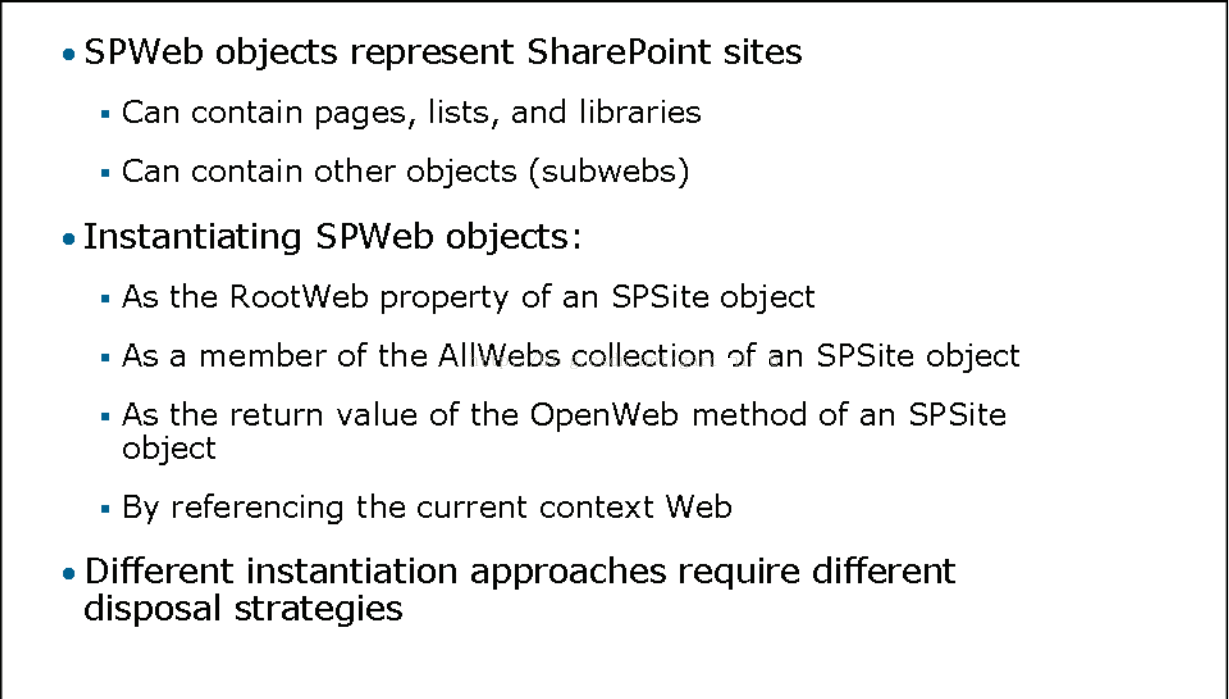 • SPWeb objects represent SharePoint sites
▪ Can contain pages, lists, and libraries
▪ Can contain other objects (subwebs)
• Instantiating SPWeb objects:
▪ As the RootWeb property of an SPSite object
▪ As a member of the AllWebs collection of an SPSite object
▪ As the return value of the OpenWeb method of an SPSite
object
▪ By referencing the current context Web
• Different instantiation approaches require different
disposal strategies